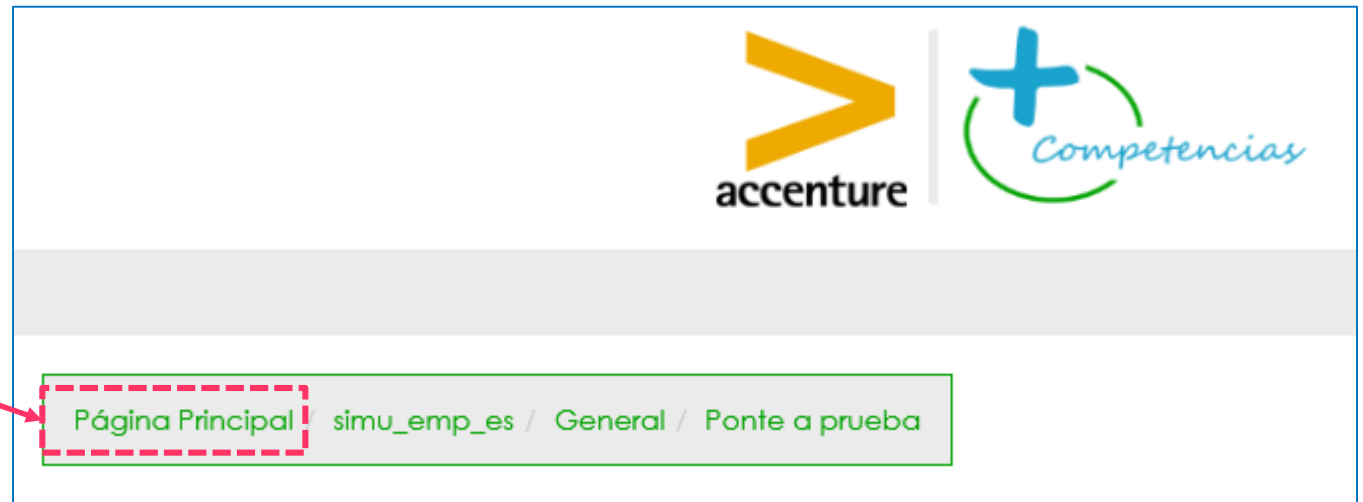 accenture
Competencias
Página Principal / simu_emp_es / General / Ponte a prueba